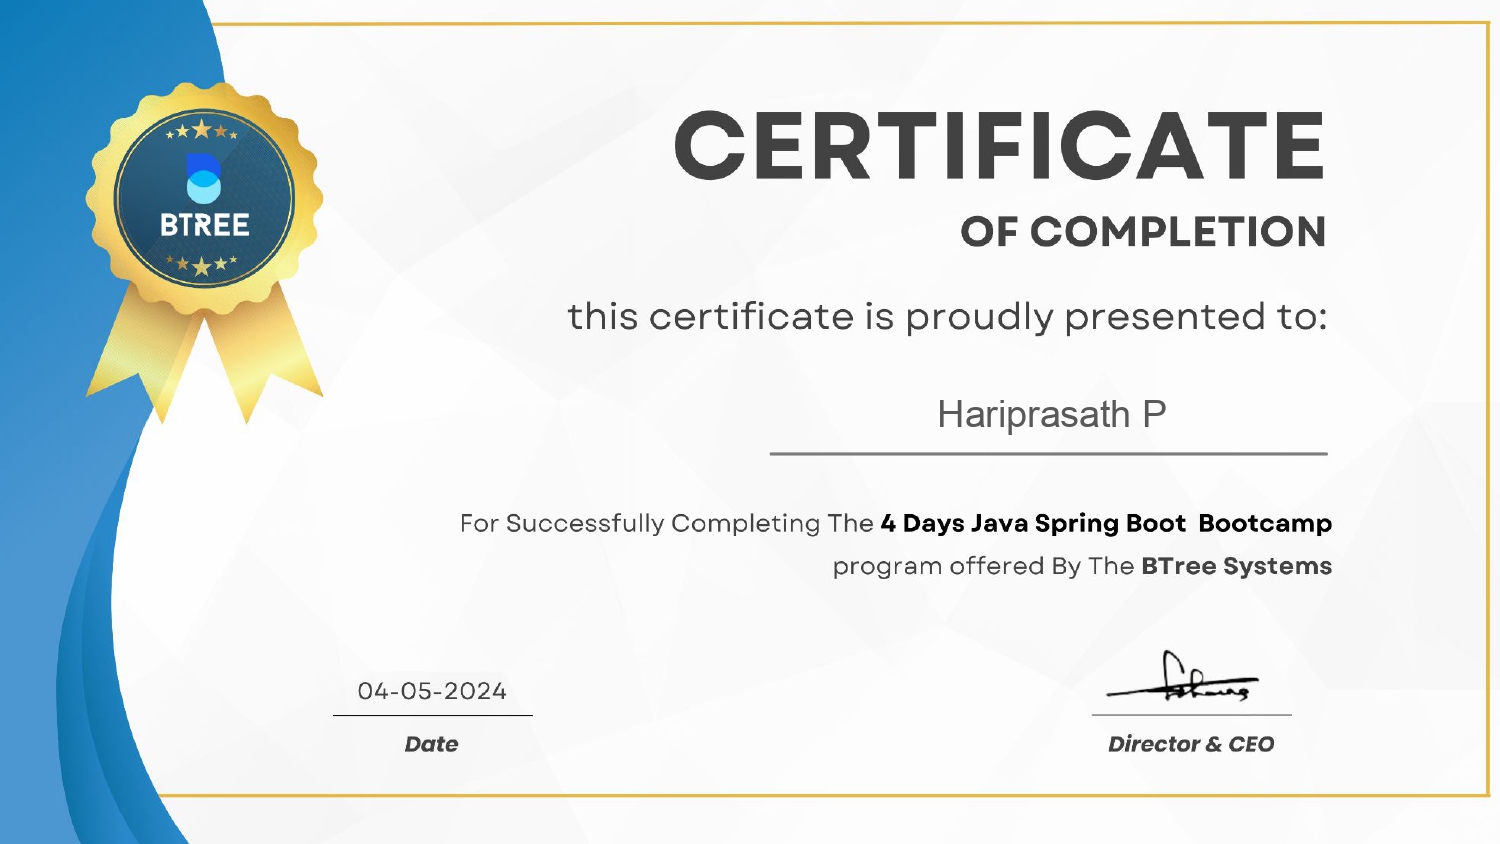 BTREE
CERTIFICATE
OF COMPLETION
this certificate is proudly presented to:
Hariprasath P
For Successfully Completing The 4 Days Java Spring Boot Bootcamp
program offered By The BTree Systems
04-05-2024
Date
Director & CEO